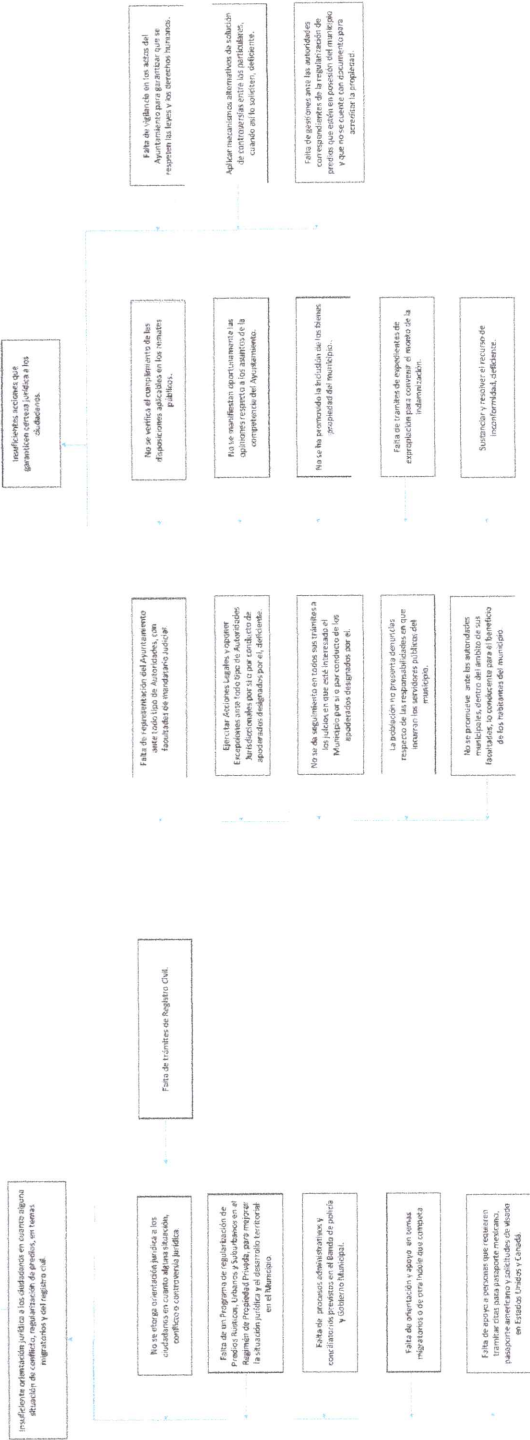 Insuficiente orientación jurídica a los ciudadanos en cuanto alguna
situación de conflicto, regularización de predios, en temas
migratorios y del registro civil.
No se otorga orientación jurídica a los
ciudadanos en cuanto alguna situación,
conflicto o controversia jurídica
Falta de un Programa de regularización de
Predios Rústicos, Urbanos y Suburbanos en el
Regimen de Propiedad Privada, para mejorar
la situación jurídica y el desarrollo territorial
en el Municipio.
Falta de procesos administrativos y
conciliatorios previstos en el Bando de policía
y Gobierno Municipal.
Falta de orientación y apoyo en temas
migratorios o de otra índole que competa
Falta de apoyo a personas que requieren
tramitar citas para pasaporte mexicano,
pasaporte americano y solicitudes de visado
en Estados Unidos y Canadá.
Falta de trámites de Registro Civil.
Insuficientes acciones que
garanticen certeza jurídica a los
ciudadanos.
Falta de representación del Ayuntamiento
ante todo tipo de Autoridades, con
facultades de mandatario judicial
Ejercitar Acciones Legales y oponer
Excepciones ante todo tipo de Autoridades
Jurisdiccionales por si o por conducto de
apoderados designados por el, deficiente.
No se da seguimiento en todos sus trámites a
los juicios en que esté interesado el
Municipio por si o por conducto de los
apoderados designados por el.
La población no presenta denuncias
respecto de las responsabilidades en que
incurran los servidores públicos del
municipio.
No se promueve ante las autoridades
municipales, dentro del ámbito de sus
facultades, lo conducente para el beneficio
de los habitantes del municipio
No se verifica el cumplimiento de las
disposiciones aplicables en los remates
públicos.
No se manifiestan oportunamente las
opiniones respecto a los asuntos de la
competencia del Ayuntamiento.
No se ha promovido la inclusión de los bienes
propiedad del municipio.
Falta de tramites de expedientes de
expropiación para convenir el monto de la
indemnización.
Sustanciar y resolver el recurso de
inconformidad, deficiente.
Falta de vigilancia en los actos del
Ayuntamiento para garantizar que se
respeten las leyes y los derechos humanos.
Aplicar mecanismos alternativos de solución
de controversias entre los particulares,
cuando así lo soliciten, deficiente.
Falta de gestiones ante las autoridades
correspondientes de la regularización de
predios que estén en posesión del municipio
y que no se cuente con documento para
acreditar la propiedad.